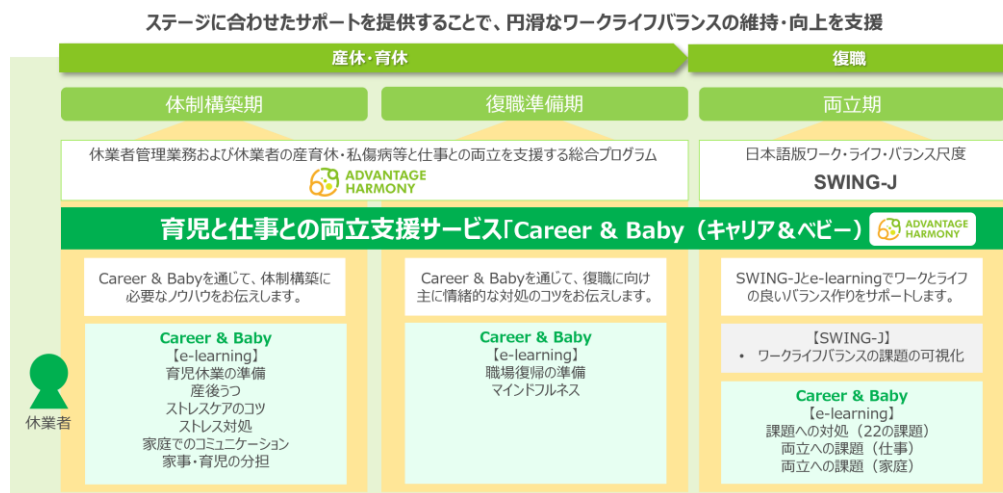 ステージに合わせたサポートを提供することで、円滑なワークライフバランスの維持・向上を支援
産休・育休
復職
体制構築期
復職準備期
両立期
休業者管理業務および休業者の産育休・私傷病等と仕事との両立を支援する総合プログラム
ADVANTAGE
HARMONY
日本語版ワーク・ライフ・バランス尺度
SWING-J
育児と仕事との両立支援サービス「Career & Baby（キャリア＆ベビー） ADVANTAGE
HARMONY
Career & Babyを通じて、体制構築に
必要なノウハウをお伝えします。
Career & Baby
【e-learning】
育児休業の準備
産後うつ
ストレスケアのコツ
ストレス対処
家庭でのコミュニケーション
家事・育児の分担
Career & Babyを通じて、復職に向け
主に情緒的な対処のコツをお伝えします。
Career & Baby
【e-learning】
職場復帰の準備
マインドフルネス
SWING-Jとe-learningでワークとライフ
の良いバランス作りをサポートします。
【SWING-J】
• ワークライフバランスの課題の可視化
Career & Baby
【e-learning】
課題への対処（22の課題）
両立への課題（仕事）
両立への課題（家庭）
休業者